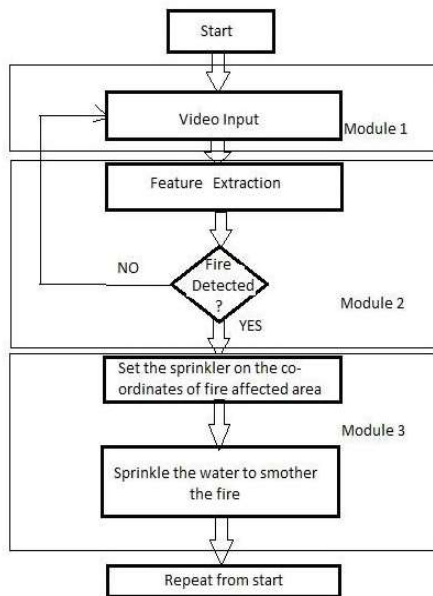 Start
Video Input
Module 1
Feature Extraction
NO
Fire
Detected
?
YES
Module 2
Set the sprinkler on the co-
ordinates of fire affected area
Module 3
Sprinkle the water to smother
the fire
Repeat from start